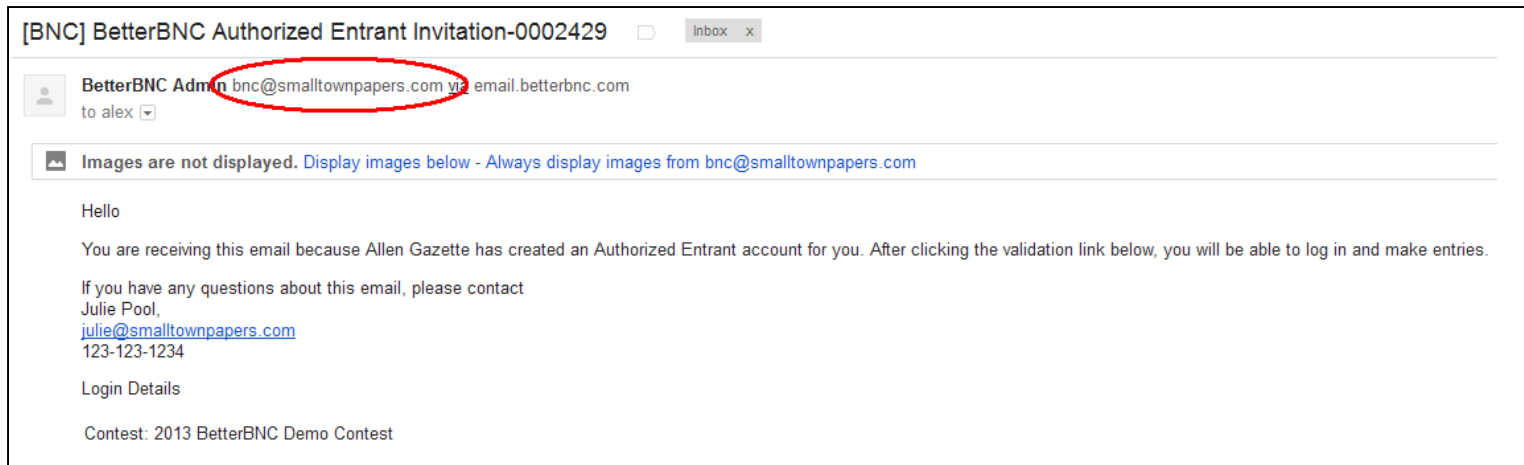 [BNC] BetterBNC Authorized Entrant Invitation-0002429 Inbox x
BetterBNC Admin bnc@smalltownpapers.com via email.betterbnc.com
to alex
Images are not displayed. Display images below - Always display images from bnc@smalltownpapers.com
Hello
You are receiving this email because Allen Gazette has created an Authorized Entrant account for you. After clicking the validation link below, you will be able to log in and make entries.
If you have any questions about this email, please contact
Julie Pool,
julie@smalltownpapers.com
123-123-1234
Login Details
Contest: 2013 BetterBNC Demo Contest